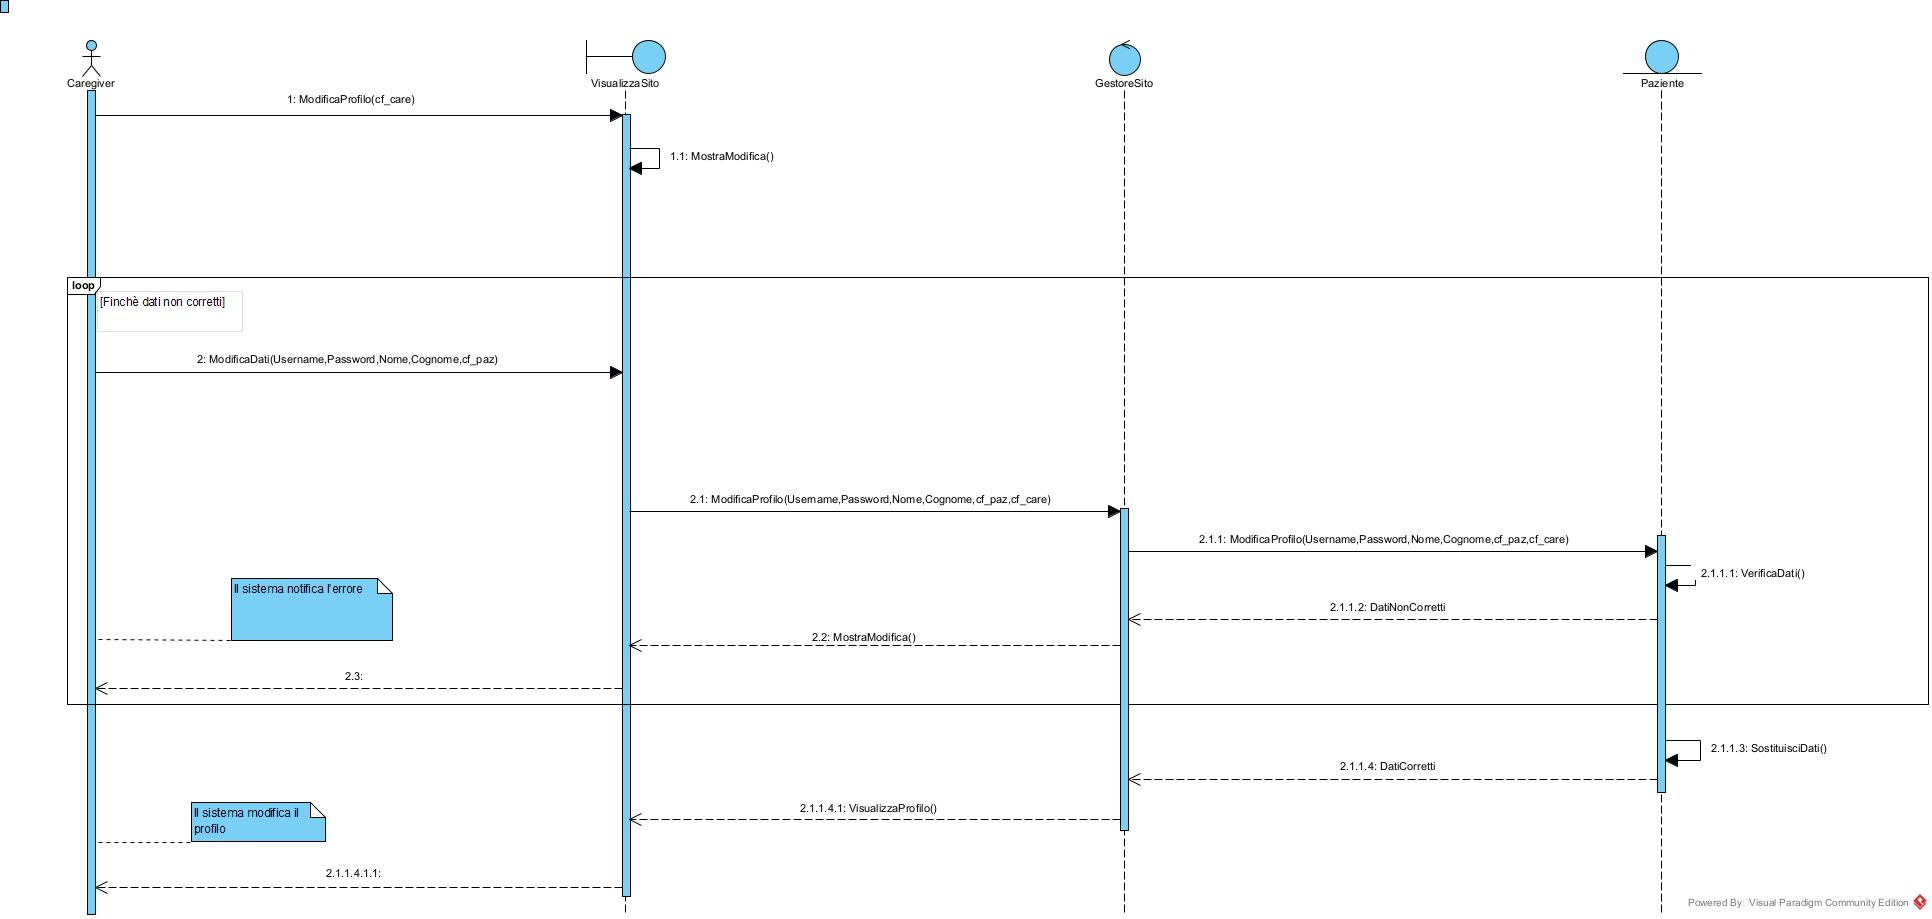 Caregiver
VisualizzaSito
GestoreSito
Paziente
1: ModificaProfilo(cf_care)
1.1: MostraModifica()
loop
[Finchè dati non corretti]
2: ModificaDati(Username,Password,Nome,Cognome,cf_paz)
2.1: ModificaProfilo(Username,Password,Nome,Cognome,cf_paz,cf_care)
2.1.1: ModificaProfilo(Username,Password,Nome,Cognome,cf_paz,cf_care)
2.1.1.1: VerificaDati()
Il sistema notifica l'errore
2.1.1.2: DatiNonCorretti
2.2: MostraModifica()
2.3:
2.1.1.3: SostituisciDati()
2.1.1.4: DatiCorretti
2.1.1.4.1: VisualizzaProfilo()
Il sistema modifica il
profilo
2.1.1.4.1.1:
Powered By Visual Paradigm Community Edition